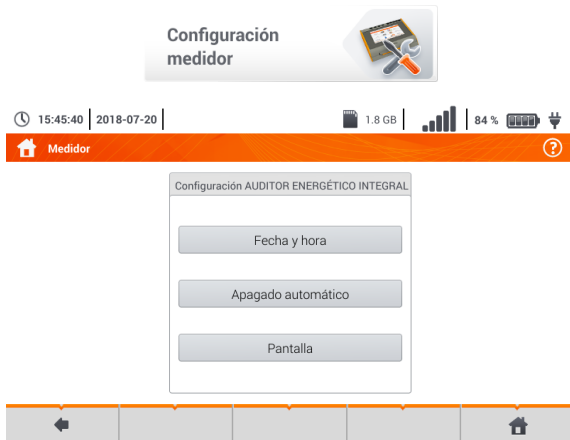 Configuración
medidor
15:45:40 2018-07-20 1.8 GB 84 %
Medidor ?
Configuración AUDITOR ENERGÉTICO INTEGRAL
Fecha y hora
Apagado automático
Pantalla